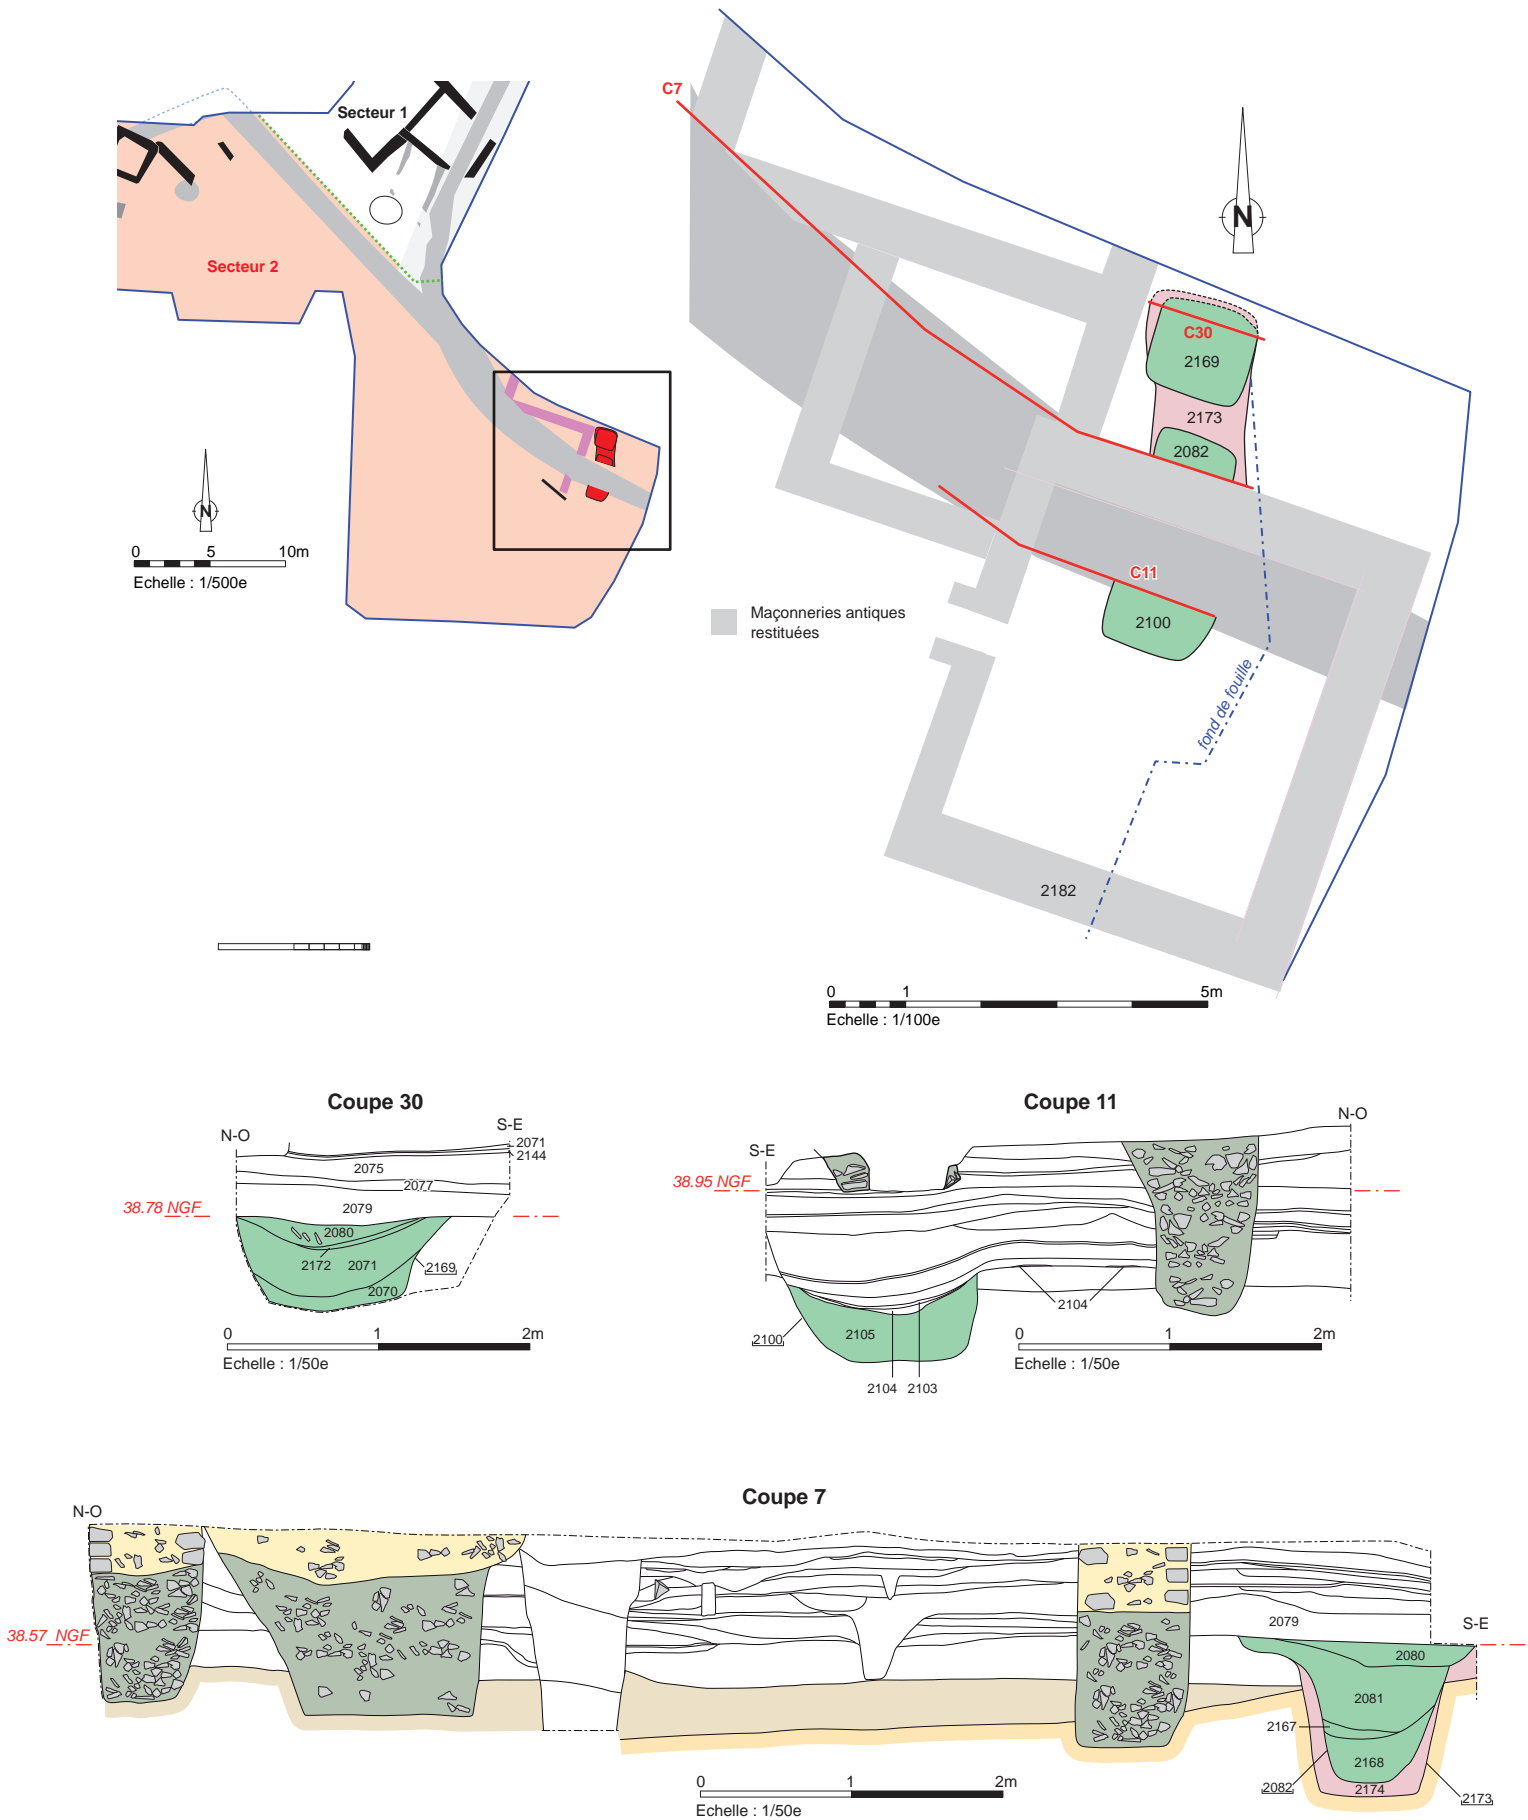 Secteur 1
Secteur 2
N
0 5 10m
Echelle : 1/500e
C7
N
C30
2169
2173
2082
C11
2100
Maçonneries antiques
restituées
fond de fouille
2182
0 1 5m
Echelle : 1/100e
Coupe 30
N-O
S-E
2071
2144
2075
2077
38.78 NGF
2079
2080
2172 2071
2169
2070
0 1 2m
Echelle : 1/50e
Coupe 11
N-O
S-E
38.95 NGF
2104
2100
2105
2104 2103
0 1 2m
Echelle : 1/50e
Coupe 7
N-O
38.57 NGF
2079
S-E
2080
2081
2167
2168
2082
2174
2173
0 1 2m
Echelle : 1/50e